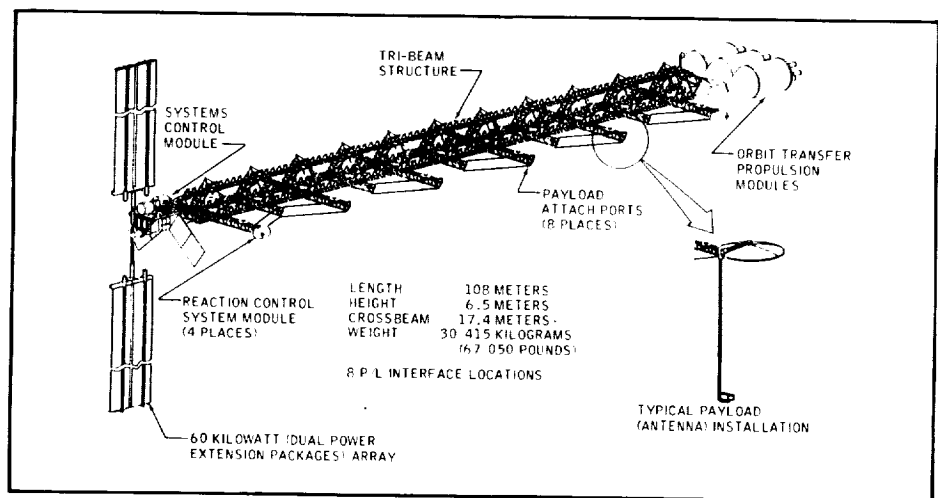 TRI-BEAM
STRUCTURE
SYSTEMS
CONTROL
MODULE
ORBIT TRANSFER
PROPULSION
MODULES
PAYLOAD
ATTACH PORTS
(8 PLACES)
REACTION CONTROL
SYSTEM MODULE
(4 PLACES)
LENGTH 108 METERS
HEIGHT 6.5 METERS
CROSSBEAM 17.4 METERS
WEIGHT 30 415 KILOGRAMS
(67 050 POUNDS)
8 P/L INTERFACE LOCATIONS
TYPICAL PAYLOAD
(ANTENNA) INSTALLATION
60 KILOWATT (DUAL POWER
EXTENSION PACKAGES) ARRAY